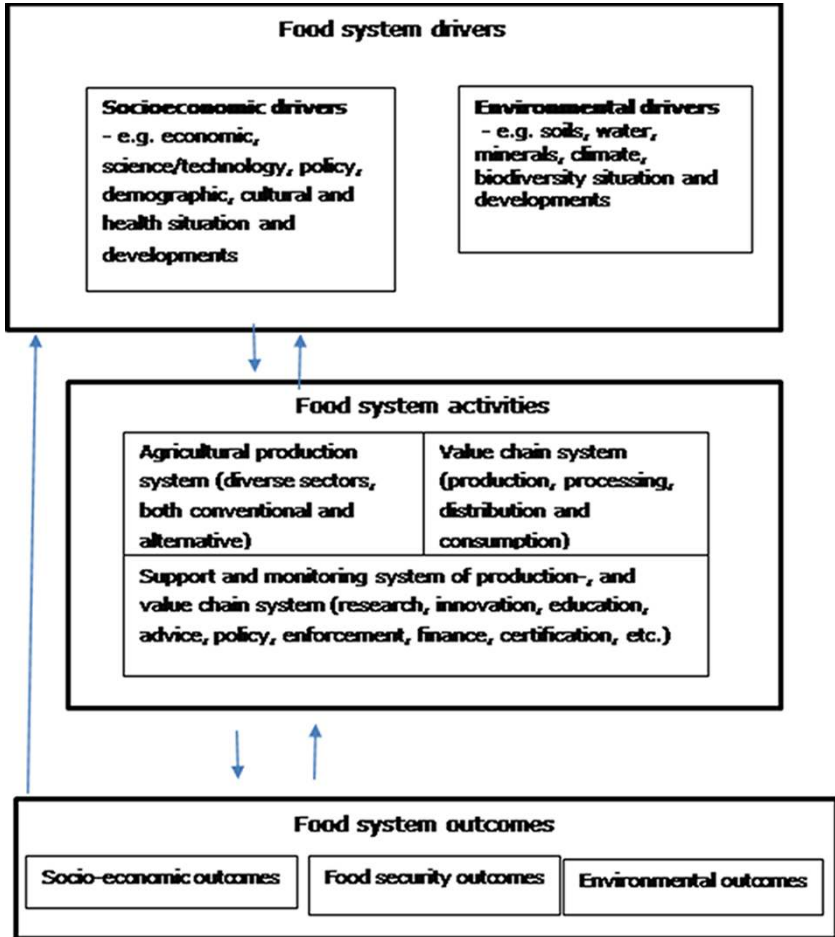 Food system drivers
Socioeconomic drivers
- e.g. economic,
science/technology, policy,
demographic, cultural and
health situation and
developments
Environmental drivers
- e.g. soils, water,
minerals, climate,
biodiversity situation and
developments
Food system activities
Agricultural production
system (diverse sectors,
both conventional and
alternative)
Value chain system
(production, processing,
distribution and
consumption)
Support and monitoring system of production-, and
value chain system (research, innovation, education,
advice, policy, enforcement, finance, certification, etc.)
Food system outcomes
Socio-economic outcomes
Food security outcomes
Environmental outcomes